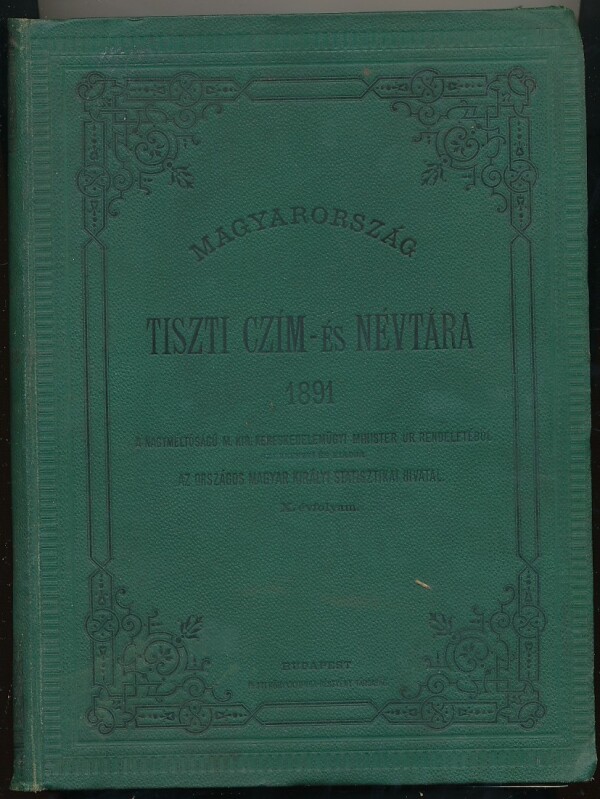 MAGYARORSZÁG
TISZTI CZÍM-ÉS NÉVTÁRA
1891
A NAGYMÉLTÓSÁGÚ M. KIR. KERESKEDELEMÜGYI MINISTER ÚR RENDELETÉBŐL
AZ ORSZÁGOS MAGYAR KIRÁLYI STATISZTIKAI HIVATAL.
X. évfolyam.
BUDAPEST